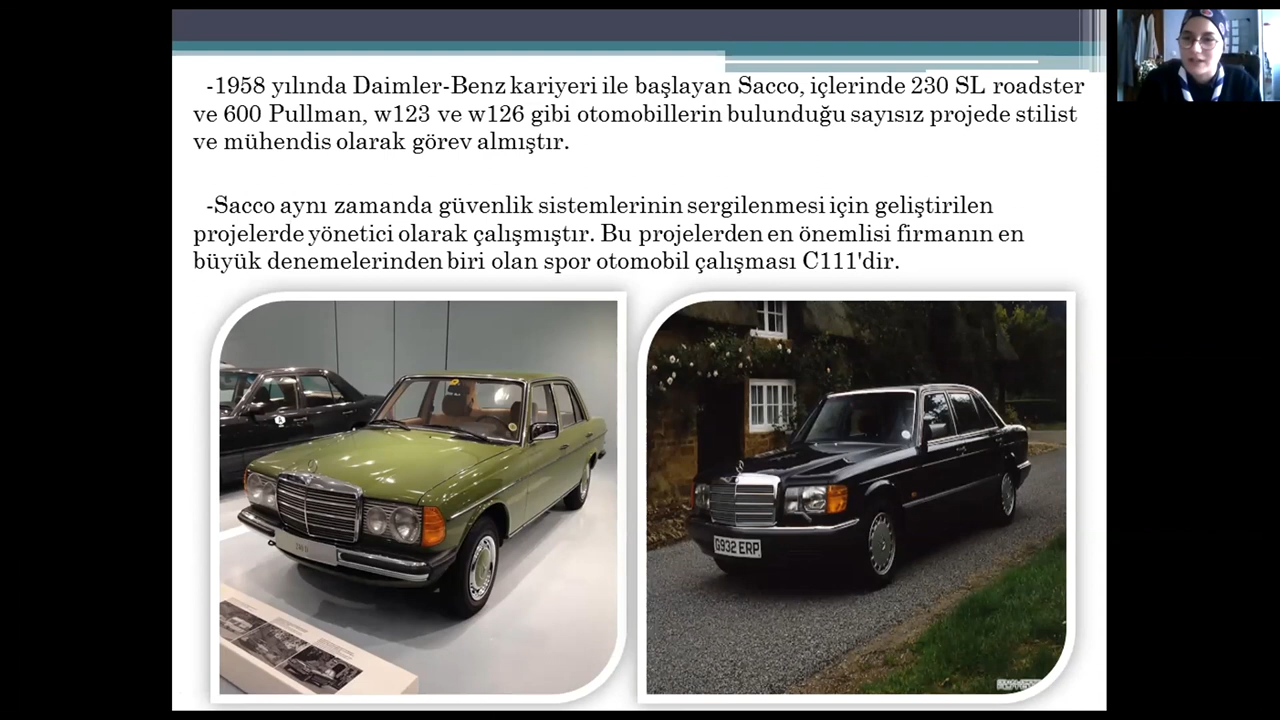 -1958 yılında Daimler-Benz kariyeri ile başlayan Sacco, içlerinde 230 SL roadster
ve 600 Pullman, w123 ve w126 gibi otomobillerin bulunduğu sayısız projede stilist
ve mühendis olarak görev almıştır.
-Sacco aynı zamanda güvenlik sistemlerinin sergilenmesi için geliştirilen
projelerde yönetici olarak çalışmıştır. Bu projelerden en önemlisi firmanın en
büyük denemelerinden biri olan spor otomobil çalışması C111'dir.
G932 ERP